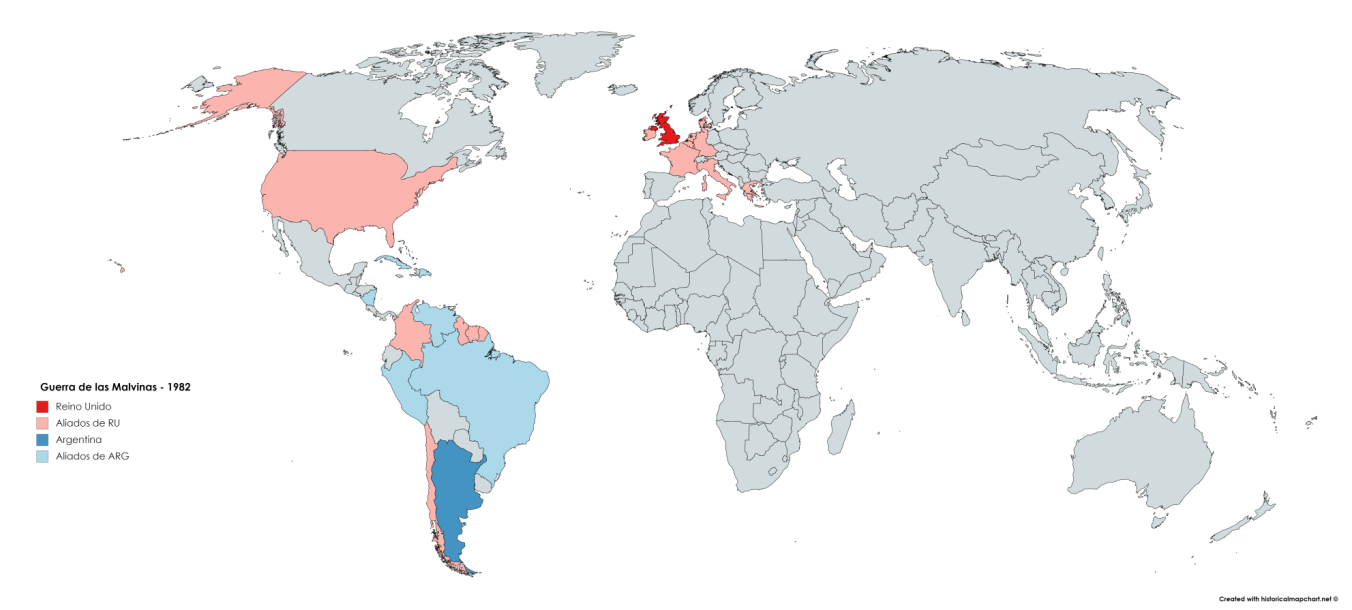 Guerra de las Malvinas - 1982
Reino Unido
Aliados de RU
Argentina
Aliados de ARG
Created with historicalmapchart.net ©